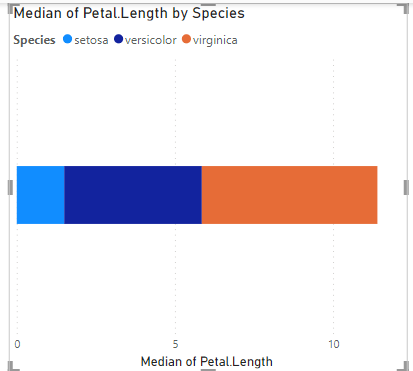 Median of Petal.Length by Species
Species setosa versicolor virginica
0 5 10
Median of Petal.Length